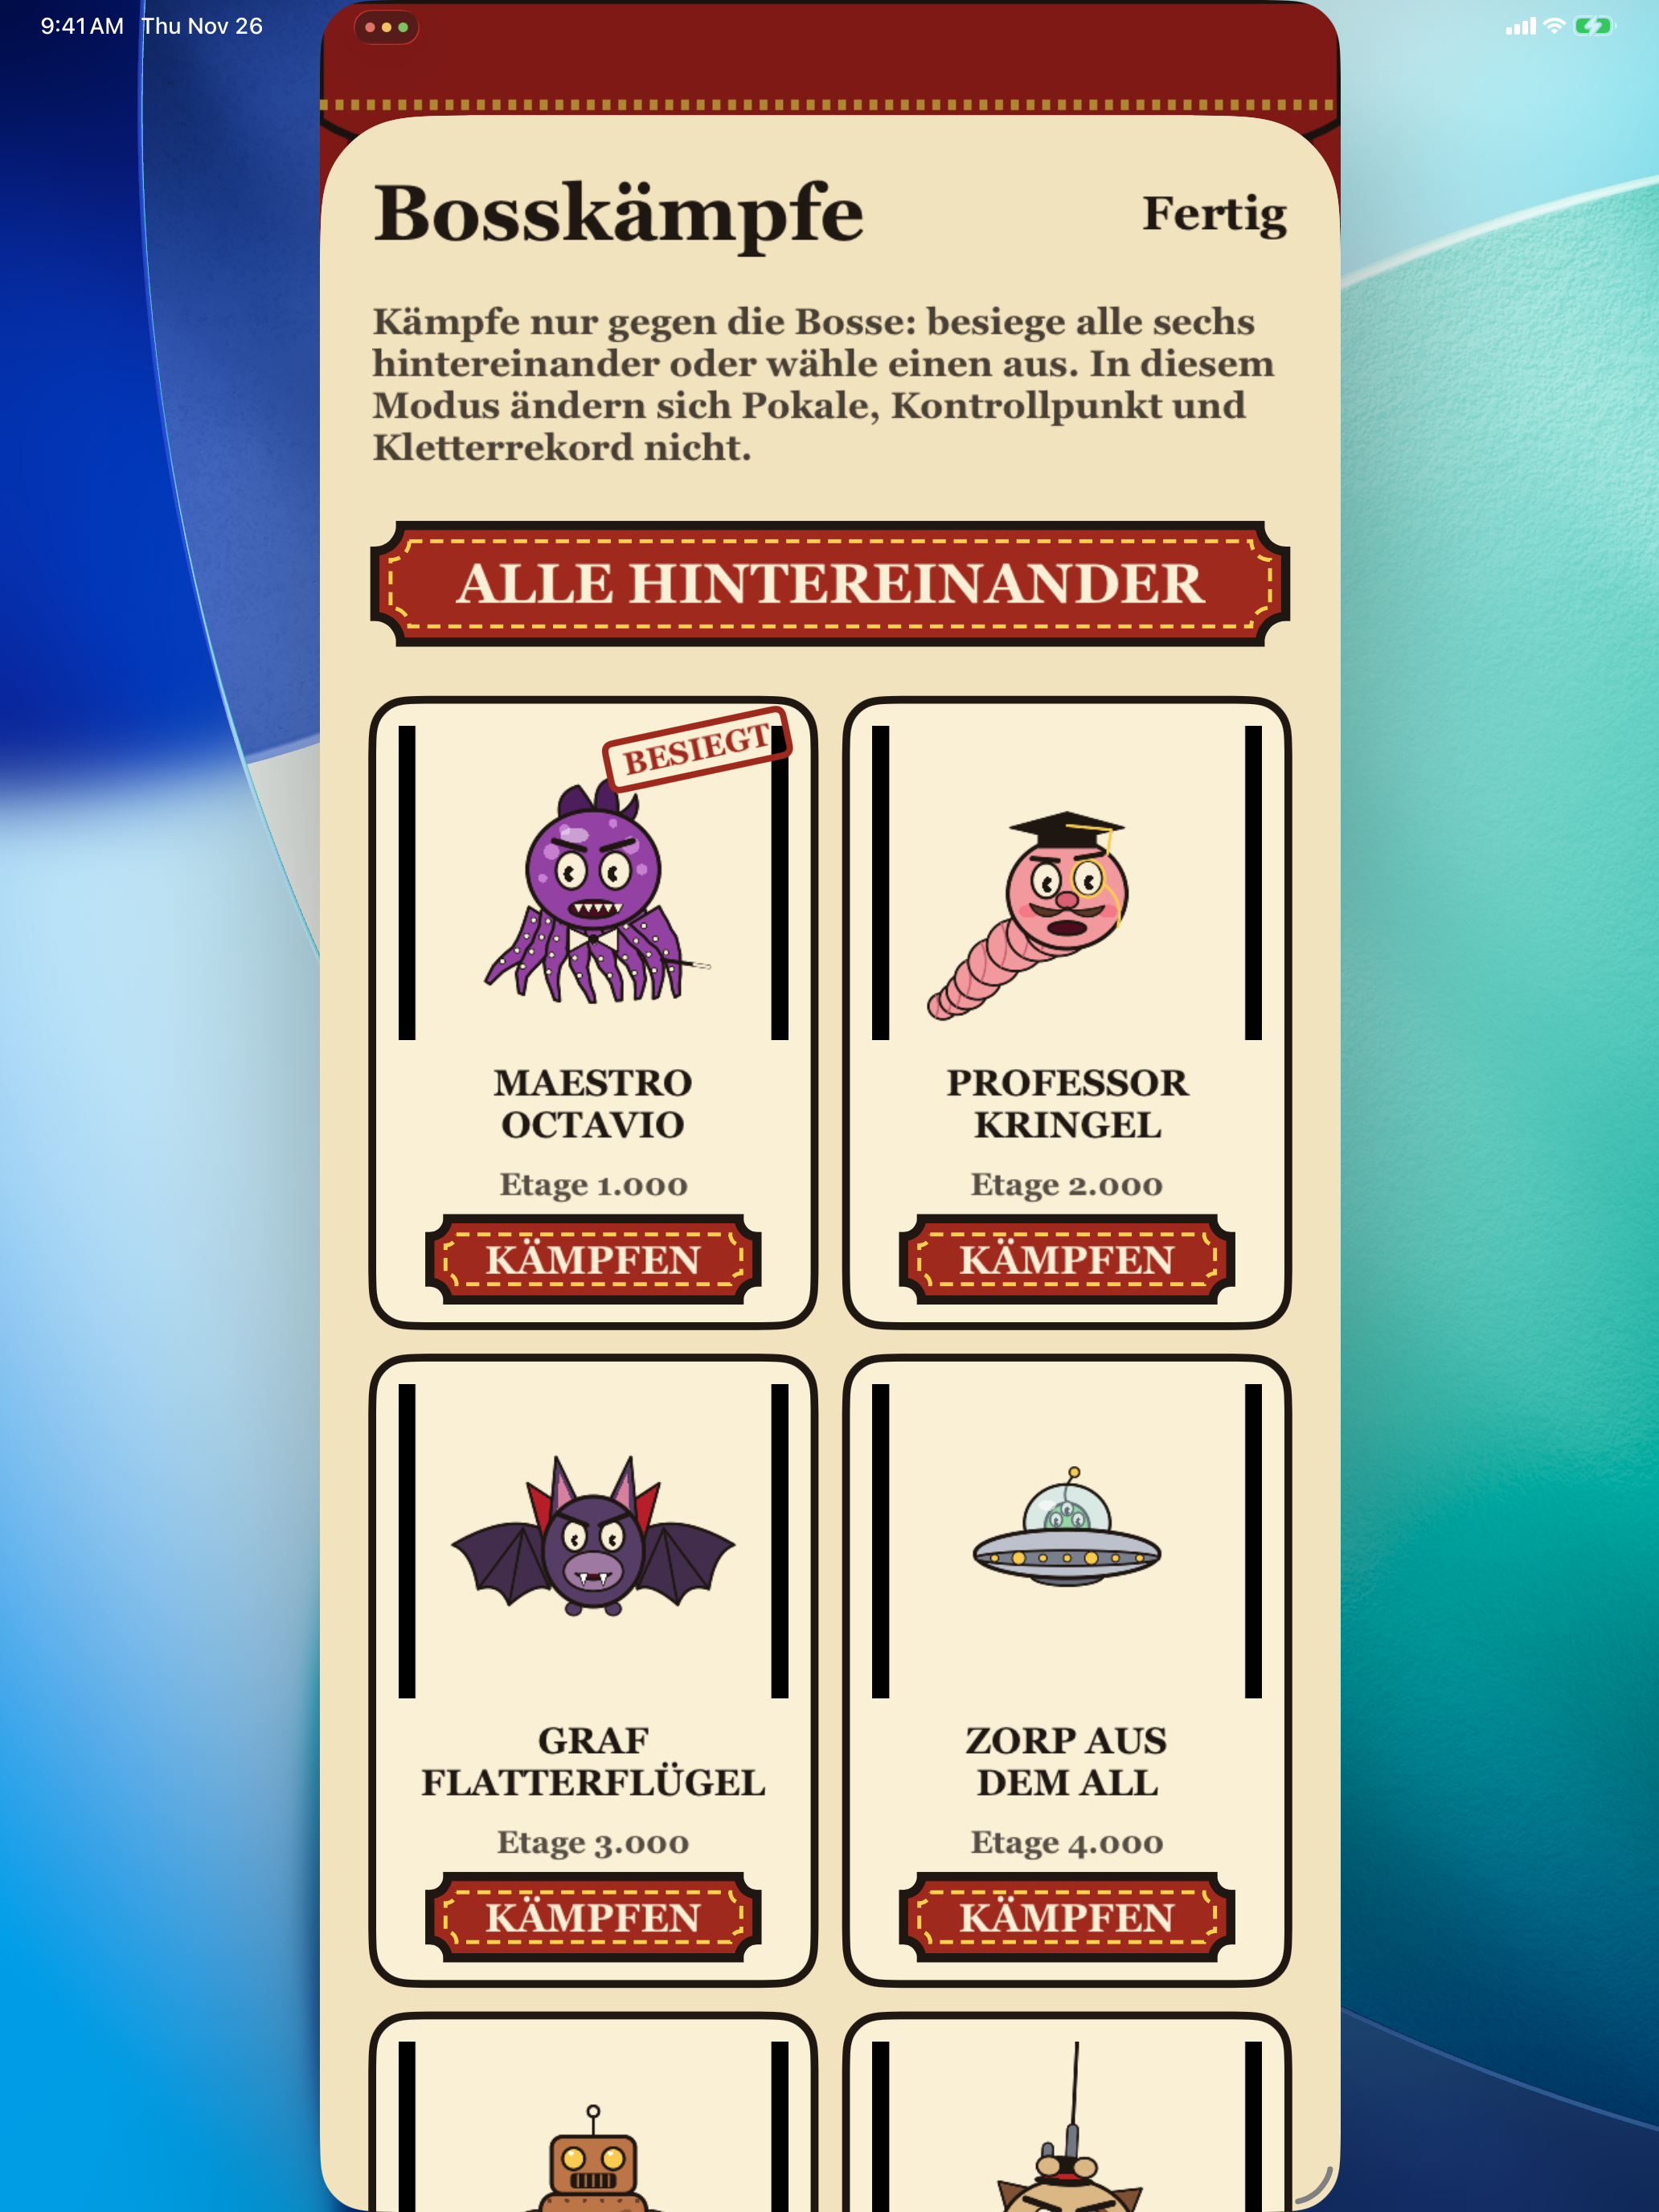 9:41 AM Thu Nov 26
Bosskämpfe
Fertig
Kämpfe nur gegen die Bosse: besiege alle sechs
hintereinander oder wähle einen aus. In diesem
Modus ändern sich Pokale, Kontrollpunkt und
Kletterrekord nicht.
ALLE HINTEREINANDER
BESIEGT
MAESTRO
OCTAVIO
Etage 1.000
KÄMPFEN
PROFESSOR
KRINGEL
Etage 2.000
KÄMPFEN
GRAF
FLATTERFLÜGEL
Etage 3.000
KÄMPFEN
ZORP AUS
DEM ALL
Etage 4.000
KÄMPFEN